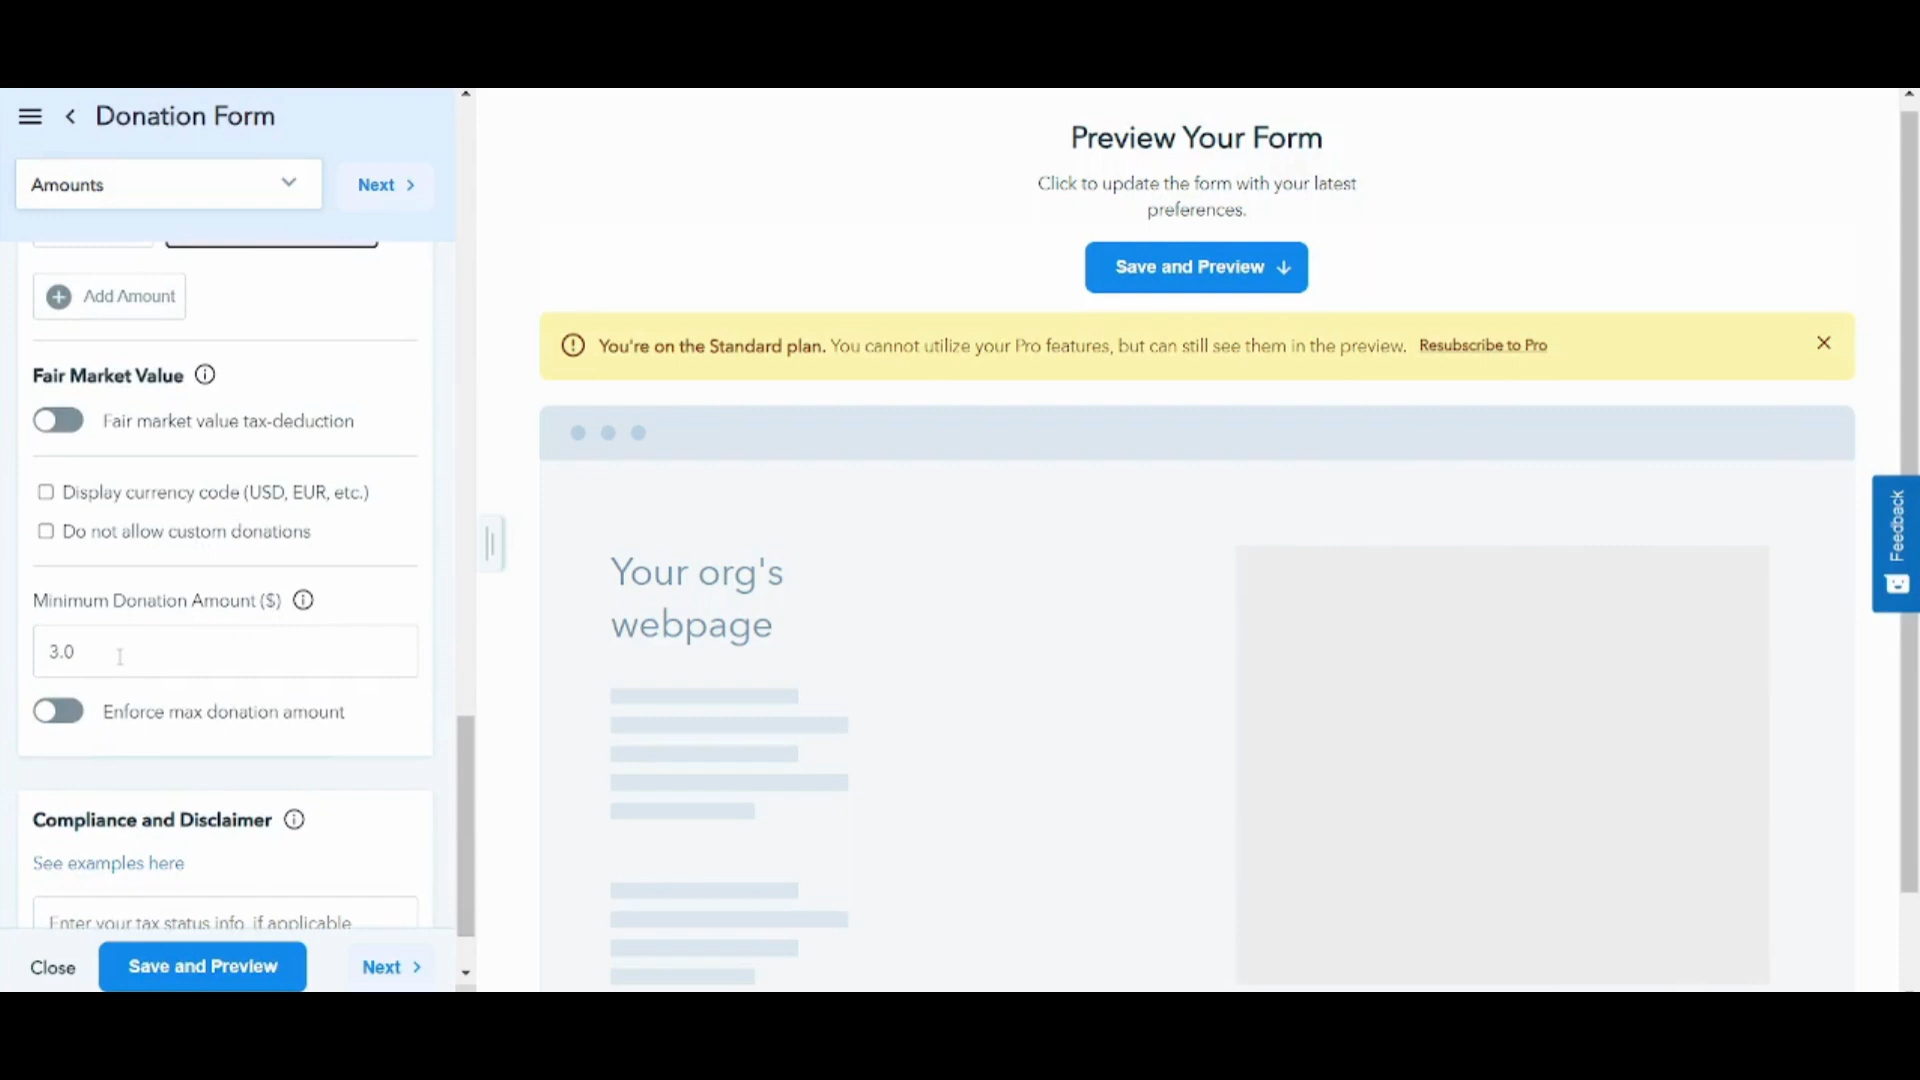 Donation Form
Amounts
Next
Add Amount
Fair Market Value
Fair market value tax-deduction
Display currency code (USD, EUR, etc.)
Do not allow custom donations
Minimum Donation Amount ($)
3.0
Enforce max donation amount
Compliance and Disclaimer
See examples here
Enter your tax status info, if applicable
Close
Save and Preview
Next
Preview Your Form
Click to update the form with your latest
preferences.
Save and Preview
You're on the Standard plan. You cannot utilize your Pro features, but can still see them in the preview. Resubscribe to Pro
Your org's
webpage
Feedback